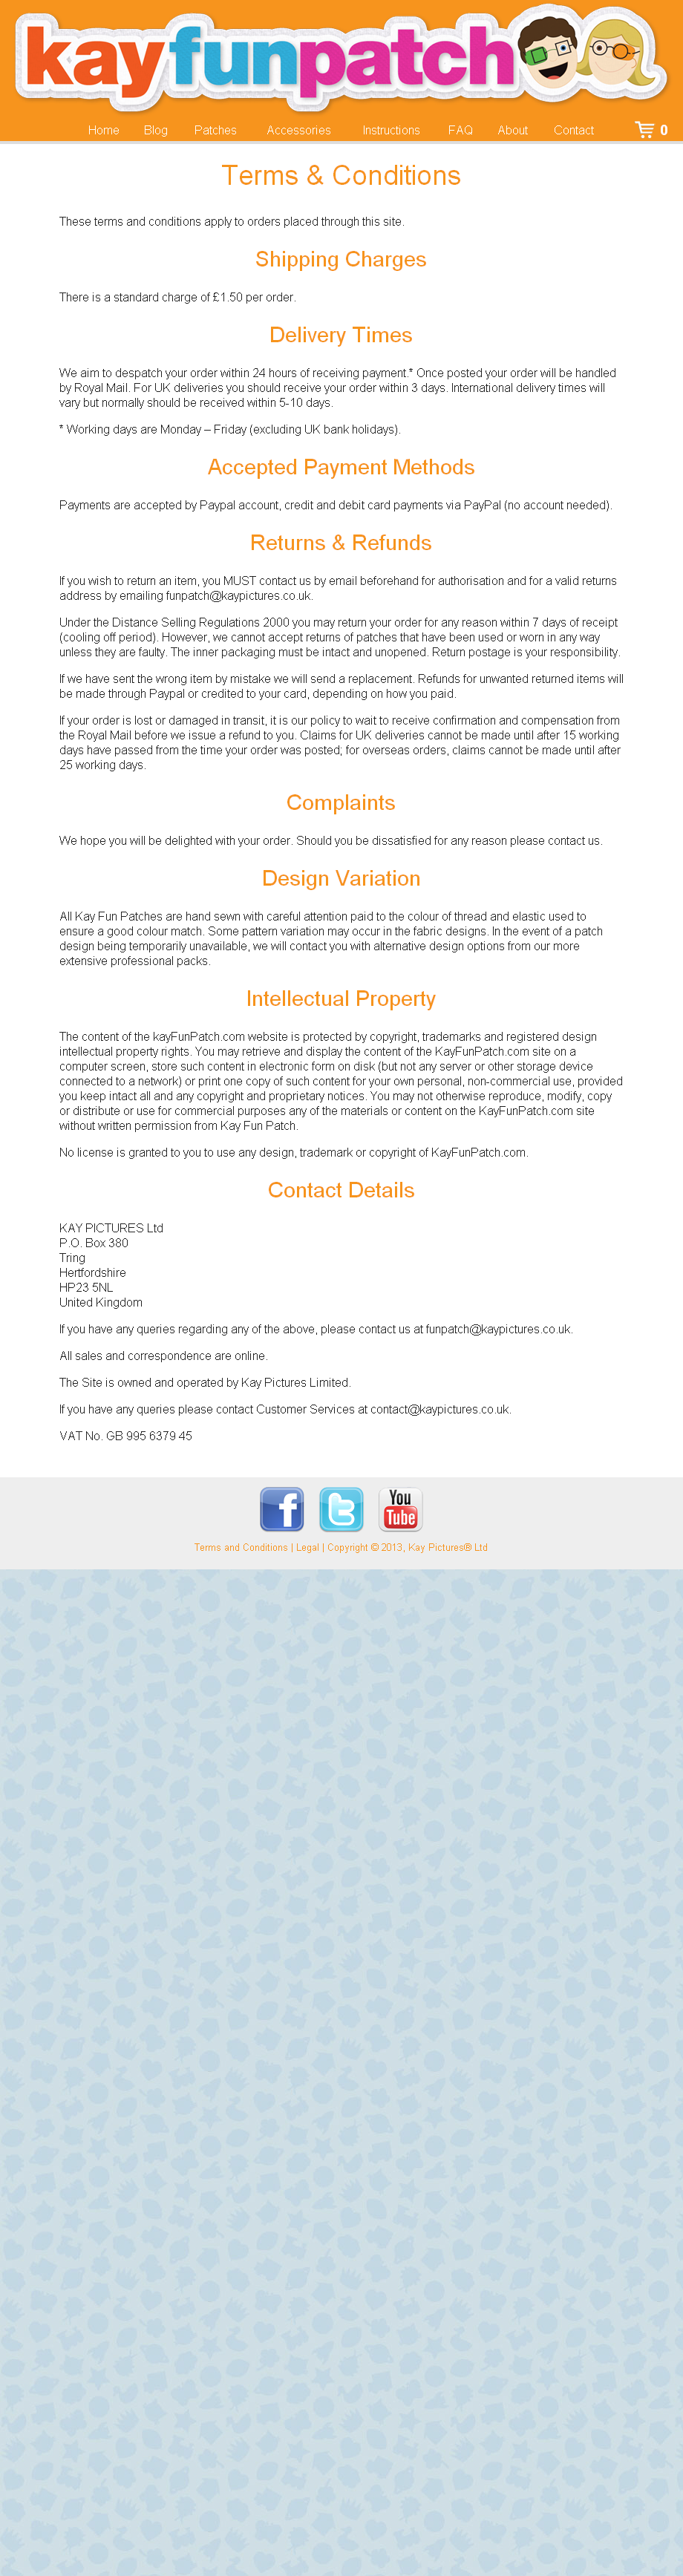 kayfunpatch
Home Blog Patches Accessories Instructions FAQ About Contact 0
Terms & Conditions
These terms and conditions apply to orders placed through this site.
Shipping Charges
There is a standard charge of £1.50 per order.
Delivery Times
We aim to despatch your order within 24 hours of receiving payment.* Once posted your order will be handled
by Royal Mail. For UK deliveries you should receive your order within 3 days. International delivery times will
vary but normally should be received within 5-10 days.
* Working days are Monday – Friday (excluding UK bank holidays).
Accepted Payment Methods
Payments are accepted by Paypal account, credit and debit card payments via PayPal (no account needed).
Returns & Refunds
If you wish to return an item, you MUST contact us by email beforehand for authorisation and for a valid returns
address by emailing funpatch@kaypictures.co.uk.
Under the Distance Selling Regulations 2000 you may return your order for any reason within 7 days of receipt
(cooling off period). However, we cannot accept returns of patches that have been used or worn in any way
unless they are faulty. The inner packaging must be intact and unopened. Return postage is your responsibility.
If we have sent the wrong item by mistake we will send a replacement. Refunds for unwanted returned items will
be made through Paypal or credited to your card, depending on how you paid.
If your order is lost or damaged in transit, it is our policy to wait to receive confirmation and compensation from
the Royal Mail before we issue a refund to you. Claims for UK deliveries cannot be made until after 15 working
days have passed from the time your order was posted; for overseas orders, claims cannot be made until after
25 working days.
Complaints
We hope you will be delighted with your order. Should you be dissatisfied for any reason please contact us.
Design Variation
All Kay Fun Patches are hand sewn with careful attention paid to the colour of thread and elastic used to
ensure a good colour match. Some pattern variation may occur in the fabric designs. In the event of a patch
design being temporarily unavailable, we will contact you with alternative design options from our more
extensive professional packs.
Intellectual Property
The content of the kayFunPatch.com website is protected by copyright, trademarks and registered design
intellectual property rights. You may retrieve and display the content of the KayFunPatch.com site on a
computer screen, store such content in electronic form on disk (but not any server or other storage device
connected to a network) or print one copy of such content for your own personal, non-commercial use, provided
you keep intact all and any copyright and proprietary notices. You may not otherwise reproduce, modify, copy
or distribute or use for commercial purposes any of the materials or content on the KayFunPatch.com site
without written permission from Kay Fun Patch.
No license is granted to you to use any design, trademark or copyright of KayFunPatch.com.
Contact Details
KAY PICTURES Ltd
P.O. Box 380
Tring
Hertfordshire
HP23 5NL
United Kingdom
If you have any queries regarding any of the above, please contact us at funpatch@kaypictures.co.uk.
All sales and correspondence are online.
The Site is owned and operated by Kay Pictures Limited.
If you have any queries please contact Customer Services at contact@kaypictures.co.uk.
VAT No. GB 995 6379 45
f t You Tube
Terms and Conditions | Legal | Copyright © 2013, Kay Pictures® Ltd